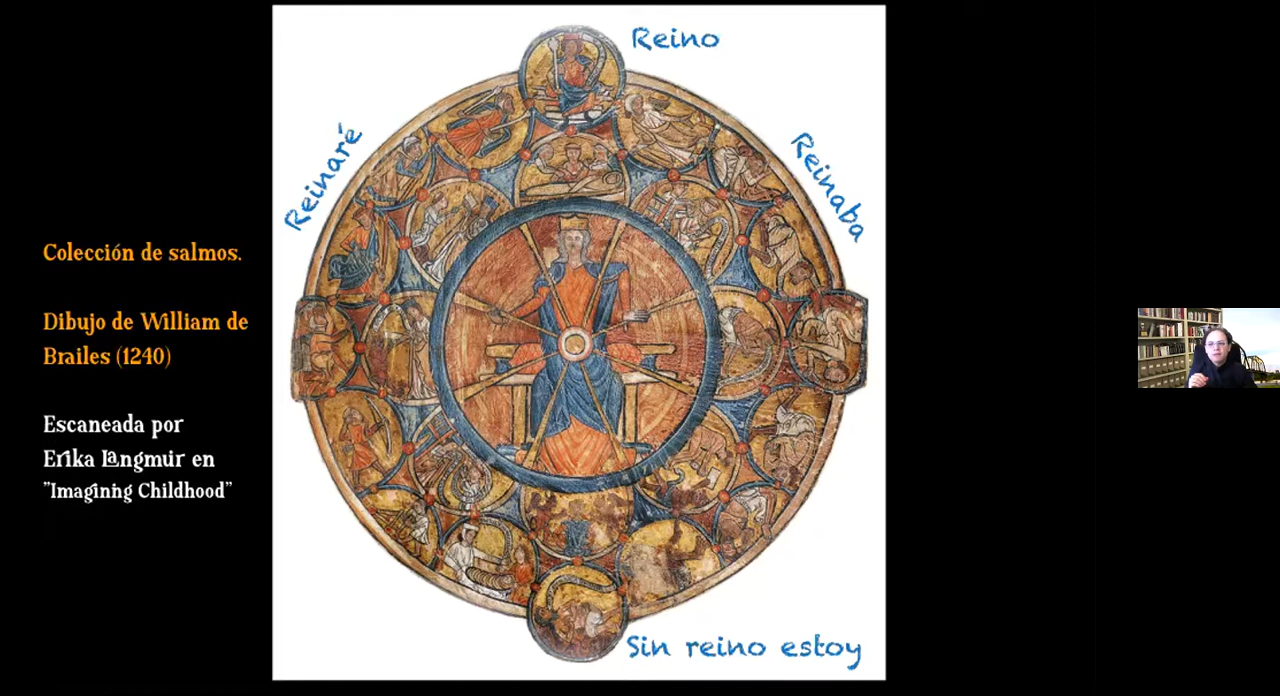 Colección de salmos.
Dibujo de William de
Brailes (1240)
Escaneada por
Erika Langmuir en
"Imagining Childhood"
Reino
Reinaré
Reinaba
Sin reino estoy